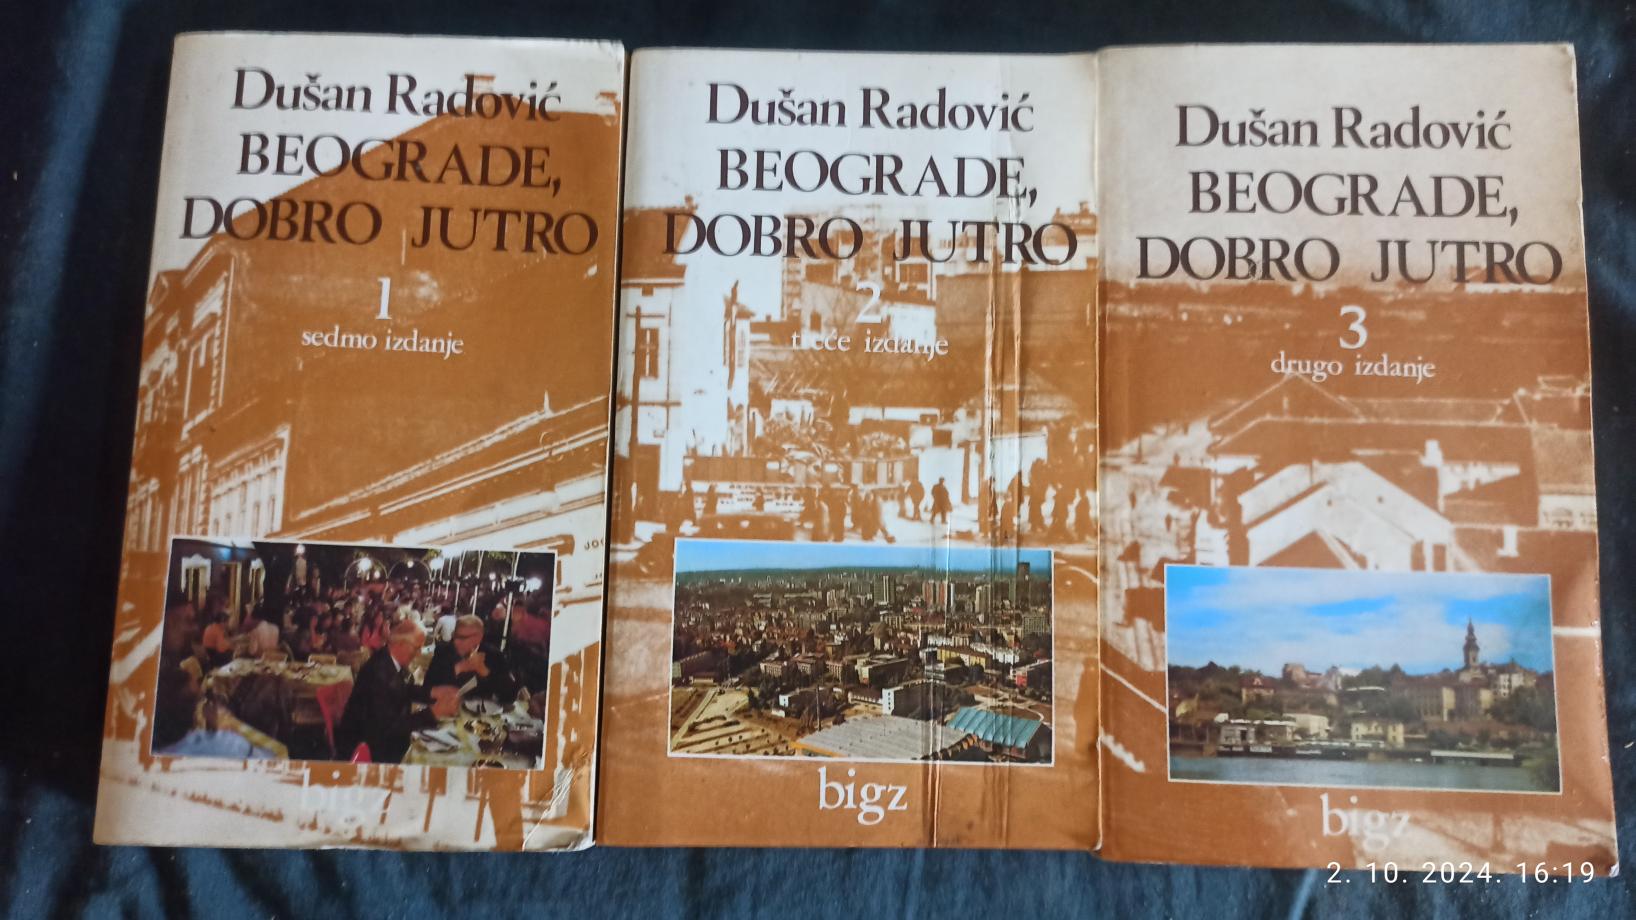 Dušan Radović
BEOGRADE,
DOBRO JUTRO
1
sedmo izdanje
bigz
Dušan Radović
BEOGRADE,
DOBRO JUTRO
2
treće izdanje
bigz
Dušan Radović
BEOGRADE,
DOBRO JUTRO
3
drugo izdanje
bigz
2. 10. 2024. 16:19